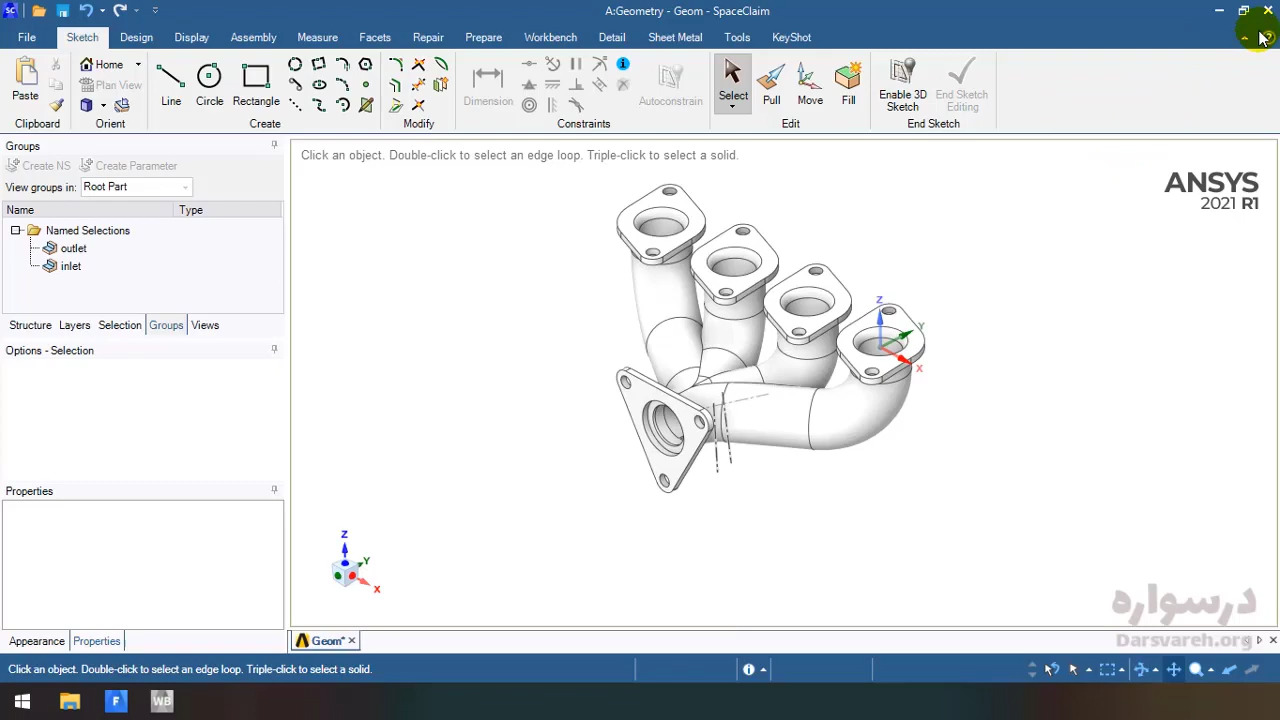 A:Geometry - Geom - SpaceClaim
File Sketch Design Display Assembly Measure Facets Repair Prepare Workbench Detail Sheet Metal Tools KeyShot
Paste
Home
Plan View
Line Circle Rectangle
Dimension
Autoconstrain
Select Pull Move Fill
Enable 3D Sketch
End Sketch Editing
Clipboard Orient Create Modify Constraints Edit End Sketch
Groups
Create NS Create Parameter
View groups in: Root Part
Name Type
Named Selections
outlet
inlet
Structure Layers Selection Groups Views
Options - Selection
Properties
Appearance Properties
Click an object. Double-click to select an edge loop. Triple-click to select a solid.
ANSYS
2021 R1
Z
Y
X
Z
Y
X
درسواره
Darsvareh.org
Geom*
Click an object. Double-click to select an edge loop. Triple-click to select a solid.
SC
F
WB